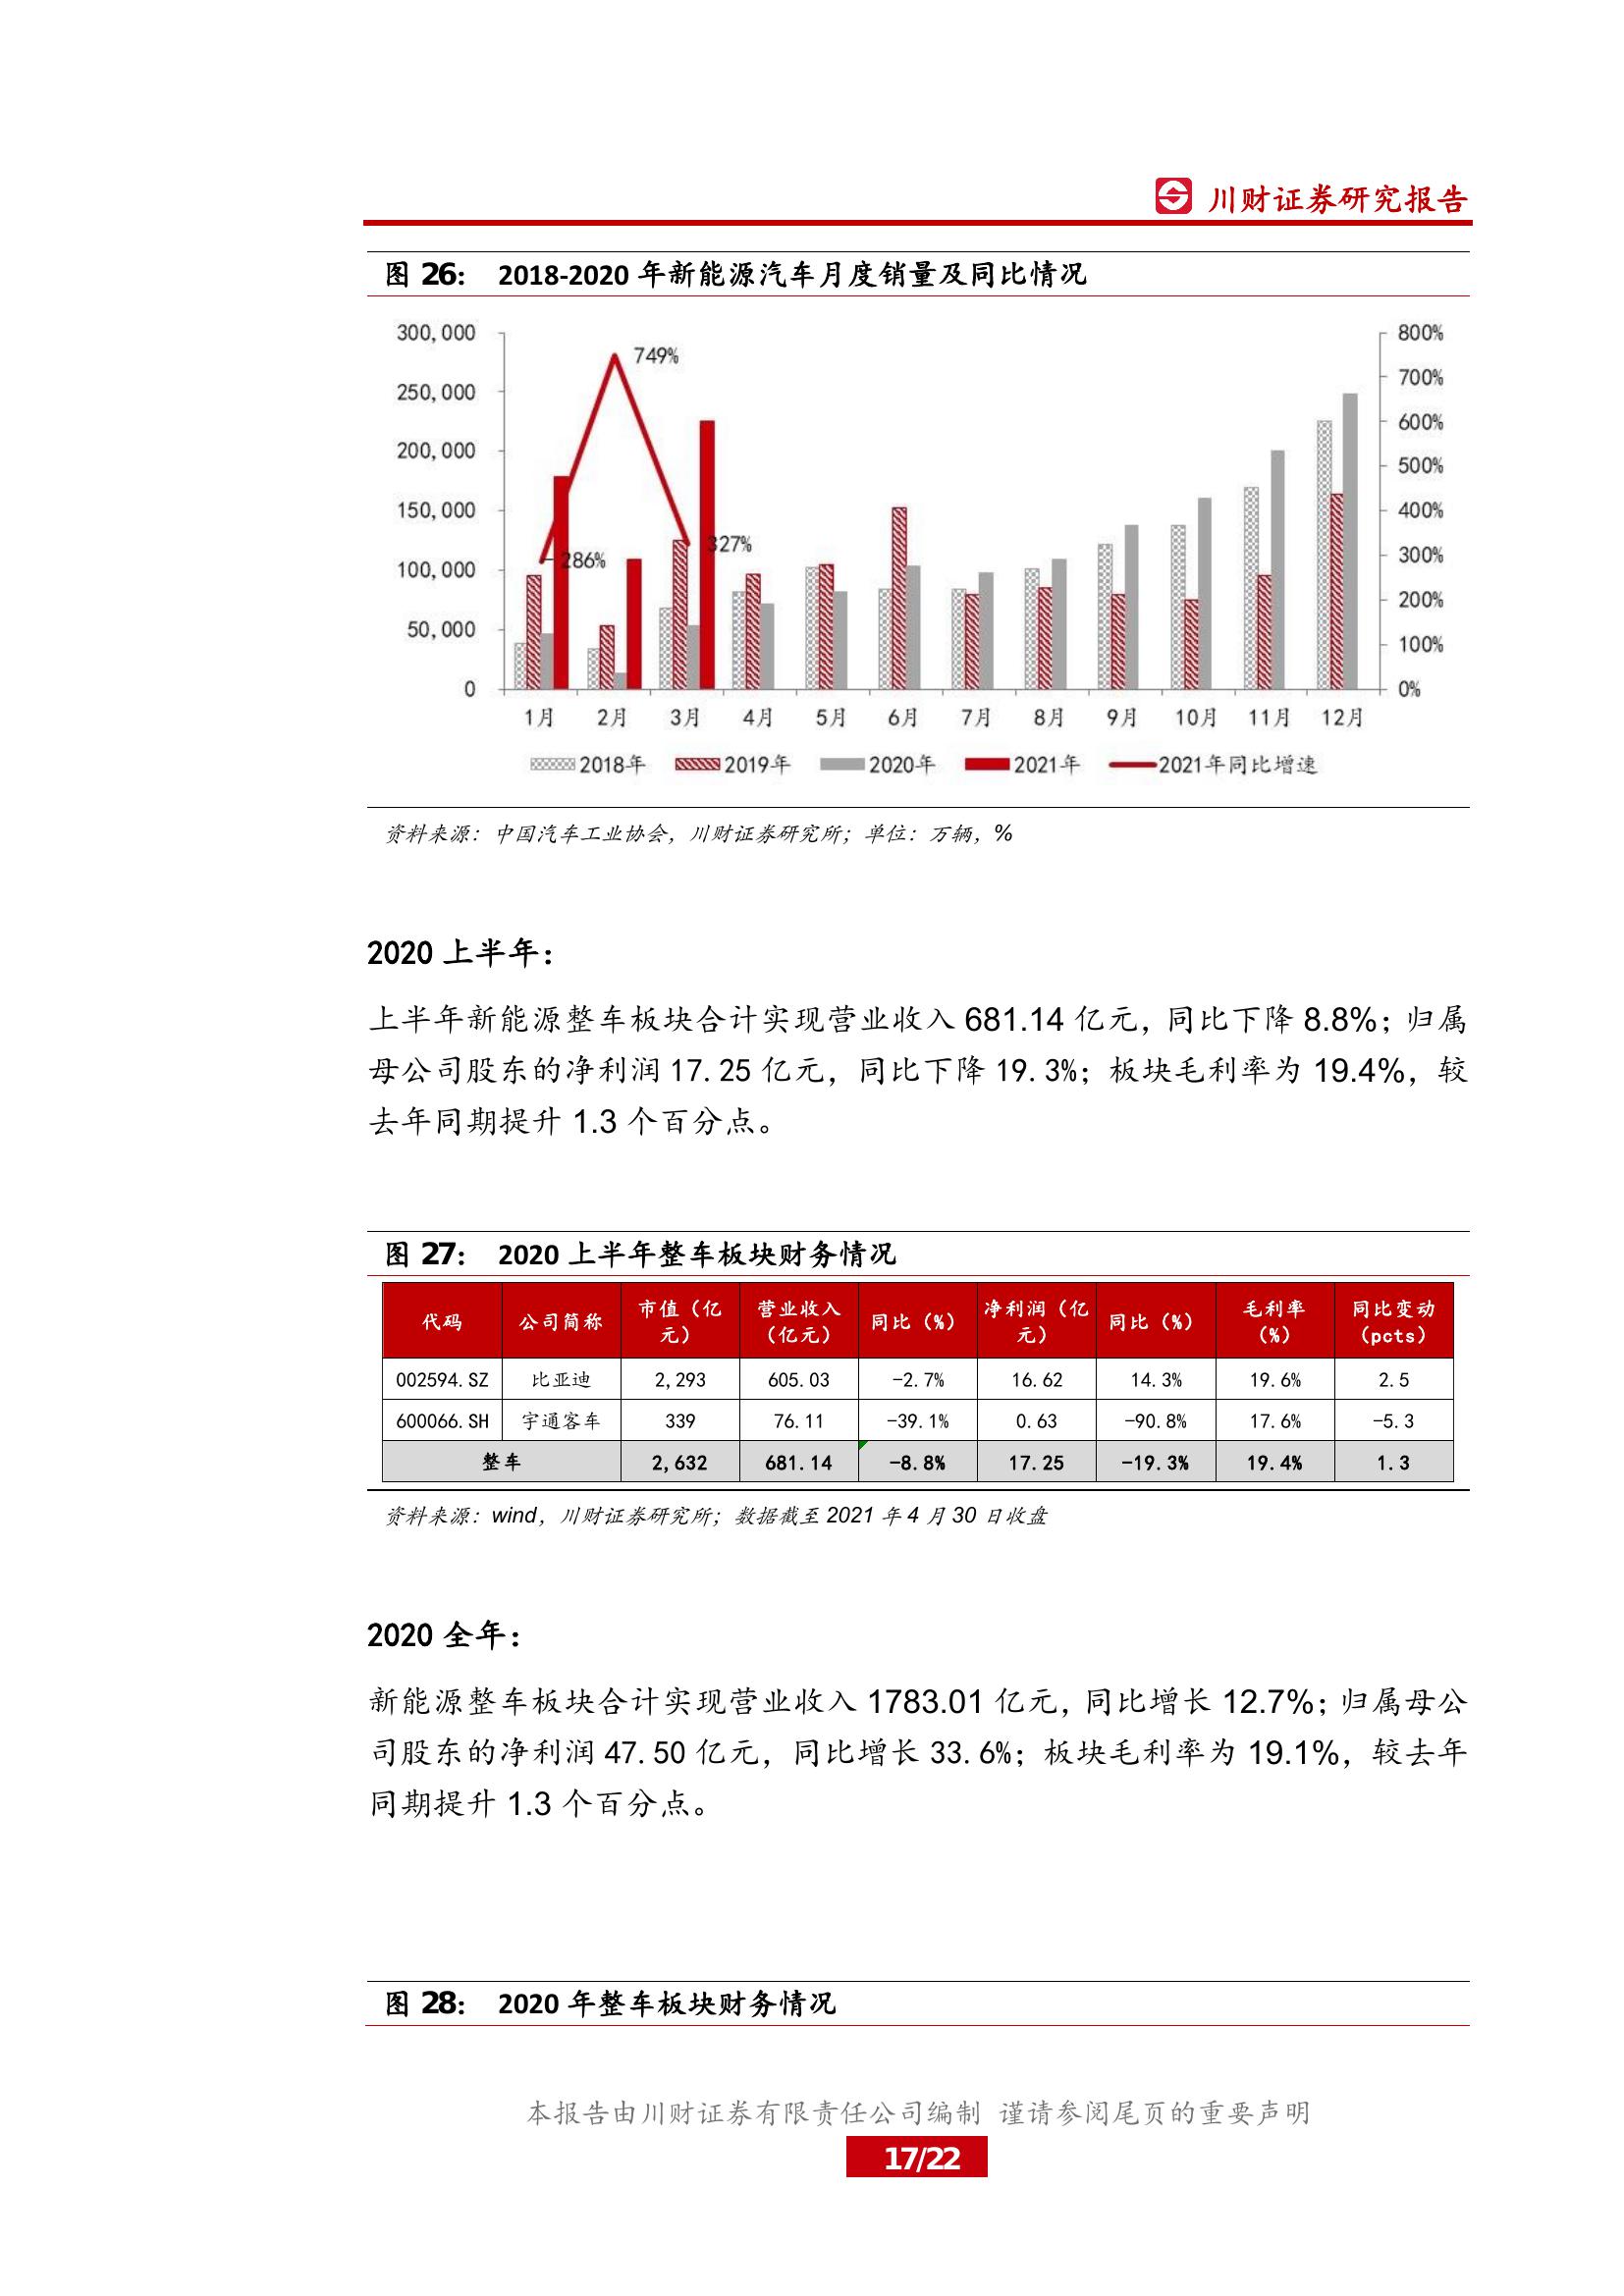 川财证券研究报告
图 26： 2018-2020 年新能源汽车月度销量及同比情况
300,000
250,000
200,000
150,000
100,000
50,000
0
800%
700%
600%
500%
400%
300%
200%
100%
0%
749%
286%
327%
1月 2月 3月 4月 5月 6月 7月 8月 9月 10月 11月 12月
2018年 2019年 2020年 2021年 2021年同比增速
资料来源：中国汽车工业协会，川财证券研究所；单位：万辆，%
2020 上半年：
上半年新能源整车板块合计实现营业收入 681.14 亿元，同比下降 8.8%；归属
母公司股东的净利润 17.25 亿元，同比下降 19.3%；板块毛利率为 19.4%，较
去年同期提升 1.3 个百分点。
图 27： 2020 上半年整车板块财务情况
代码 公司简称 市值（亿元） 营业收入（亿元） 同比（%） 净利润（亿元） 同比（%） 毛利率（%） 同比变动（pcts）
002594.SZ 比亚迪 2,293 605.03 -2.7% 16.62 14.3% 19.6% 2.5
600066.SH 宇通客车 339 76.11 -39.1% 0.63 -90.8% 17.6% -5.3
整车 2,632 681.14 -8.8% 17.25 -19.3% 19.4% 1.3
资料来源：wind，川财证券研究所；数据截至 2021 年 4 月 30 日收盘
2020 全年：
新能源整车板块合计实现营业收入 1783.01 亿元，同比增长 12.7%；归属母公
司股东的净利润 47.50 亿元，同比增长 33.6%；板块毛利率为 19.1%，较去年
同期提升 1.3 个百分点。
图 28： 2020 年整车板块财务情况
本报告由川财证券有限责任公司编制 谨请参阅尾页的重要声明
17/22